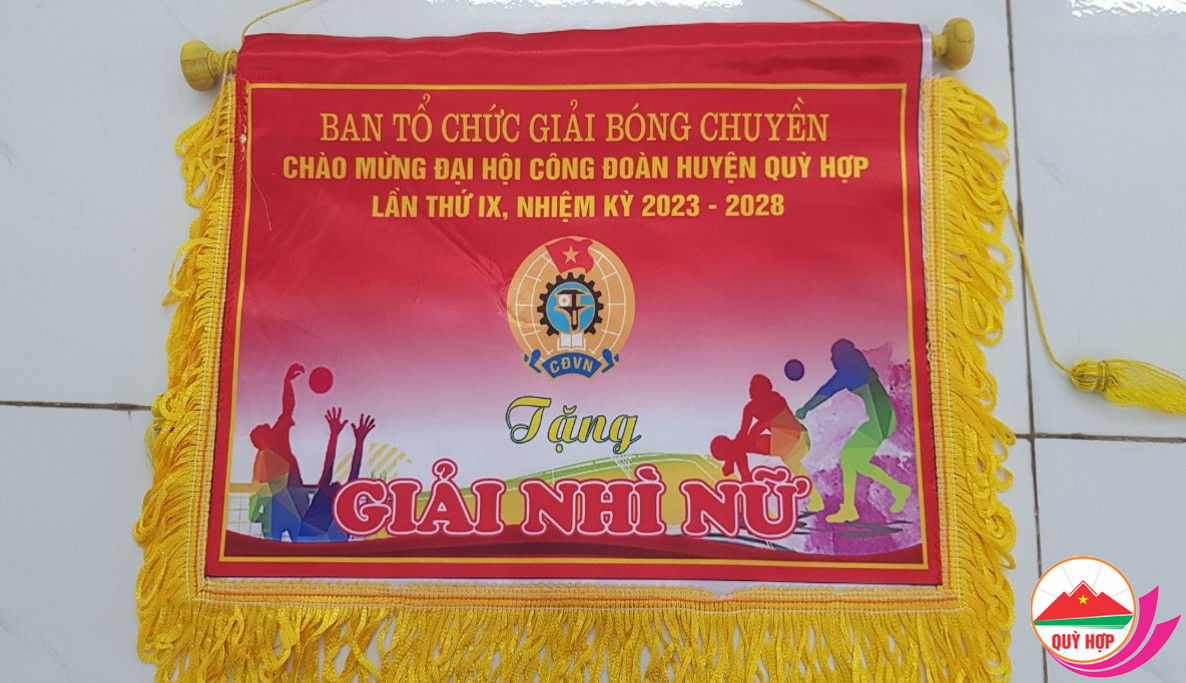 BAN TỔ CHỨC GIẢI BÓNG CHUYỀN
CHÀO MỪNG ĐẠI HỘI CÔNG ĐOÀN HUYỆN QUỲ HỢP
LẦN THỨ IX, NHIỆM KỲ 2023 - 2028
CĐVN
Tặng
GIẢI NHÌ NỮ
QUỲ HỢP